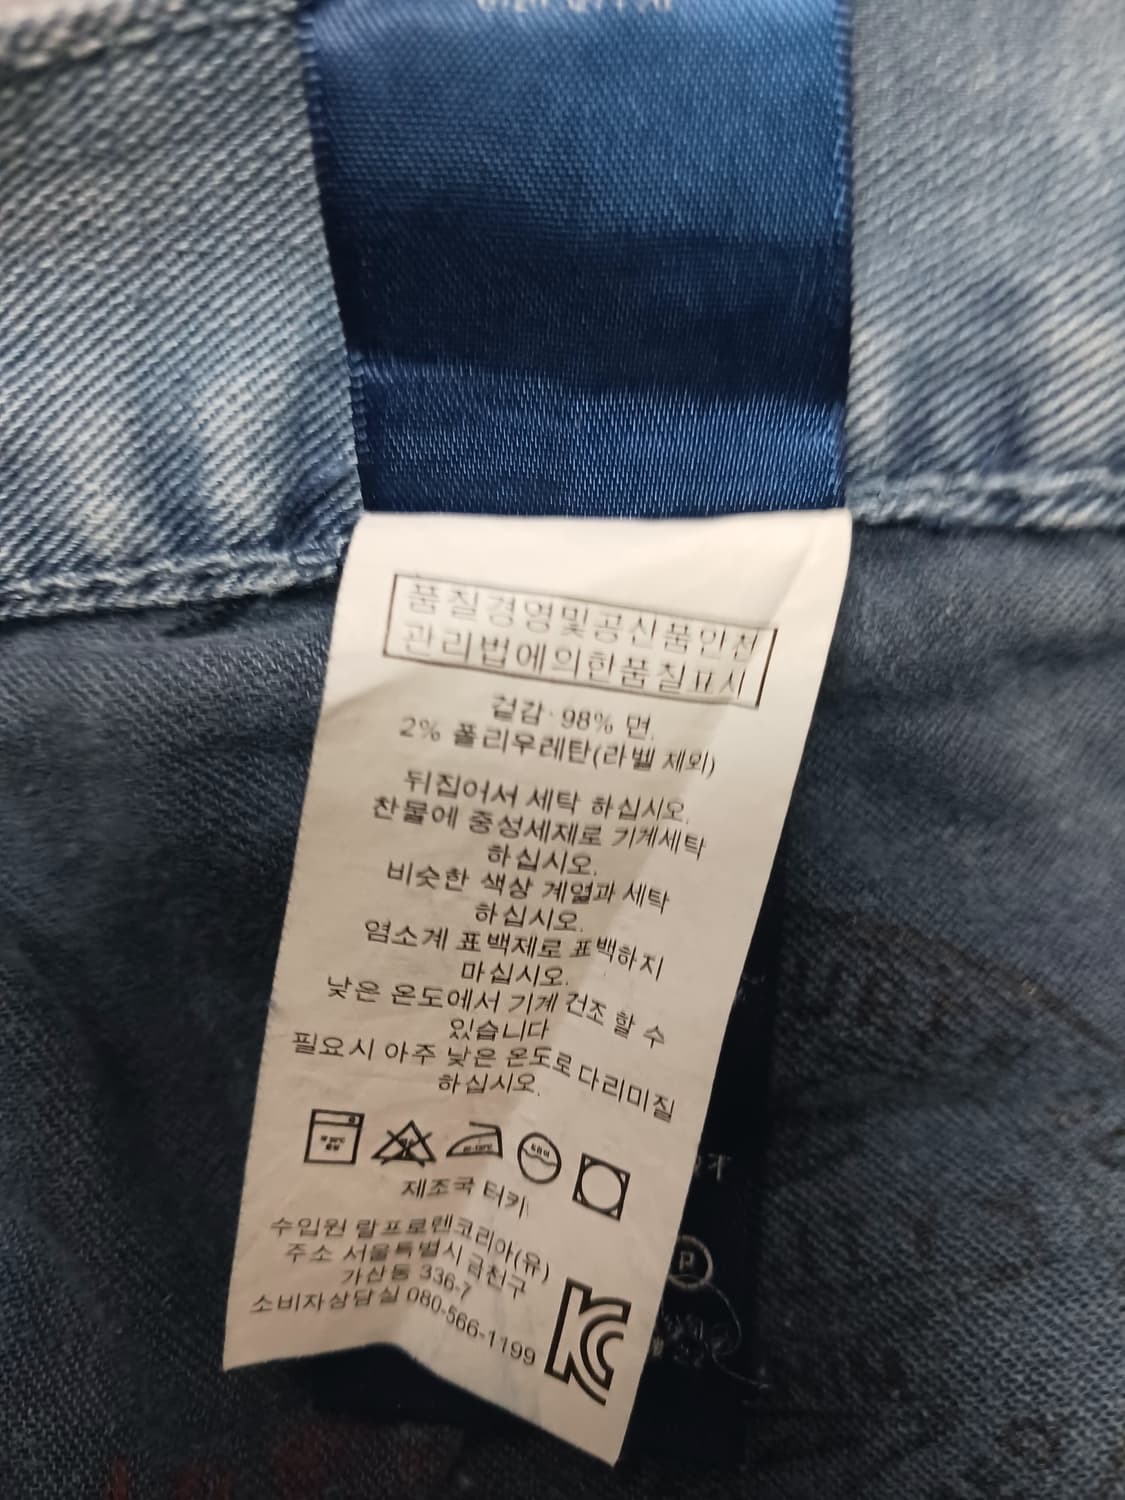 품질경영및공산품안전
관리법에의한품질표시
겉감: 98% 면,
2% 폴리우레탄(라벨 제외)
뒤집어서 세탁 하십시오.
찬물에 중성세제로 기계세탁
하십시오.
비슷한 색상 계열과 세탁
하십시오.
염소계 표백제로 표백하지
마십시오.
낮은 온도에서 기계 건조 할 수
있습니다
필요시 아주 낮은 온도로 다리미질
하십시오.
제조국 터키
수입원 랄프로렌코리아(유)
주소 서울특별시 금천구
가산동 336-7
소비자상담실 080-566-1199